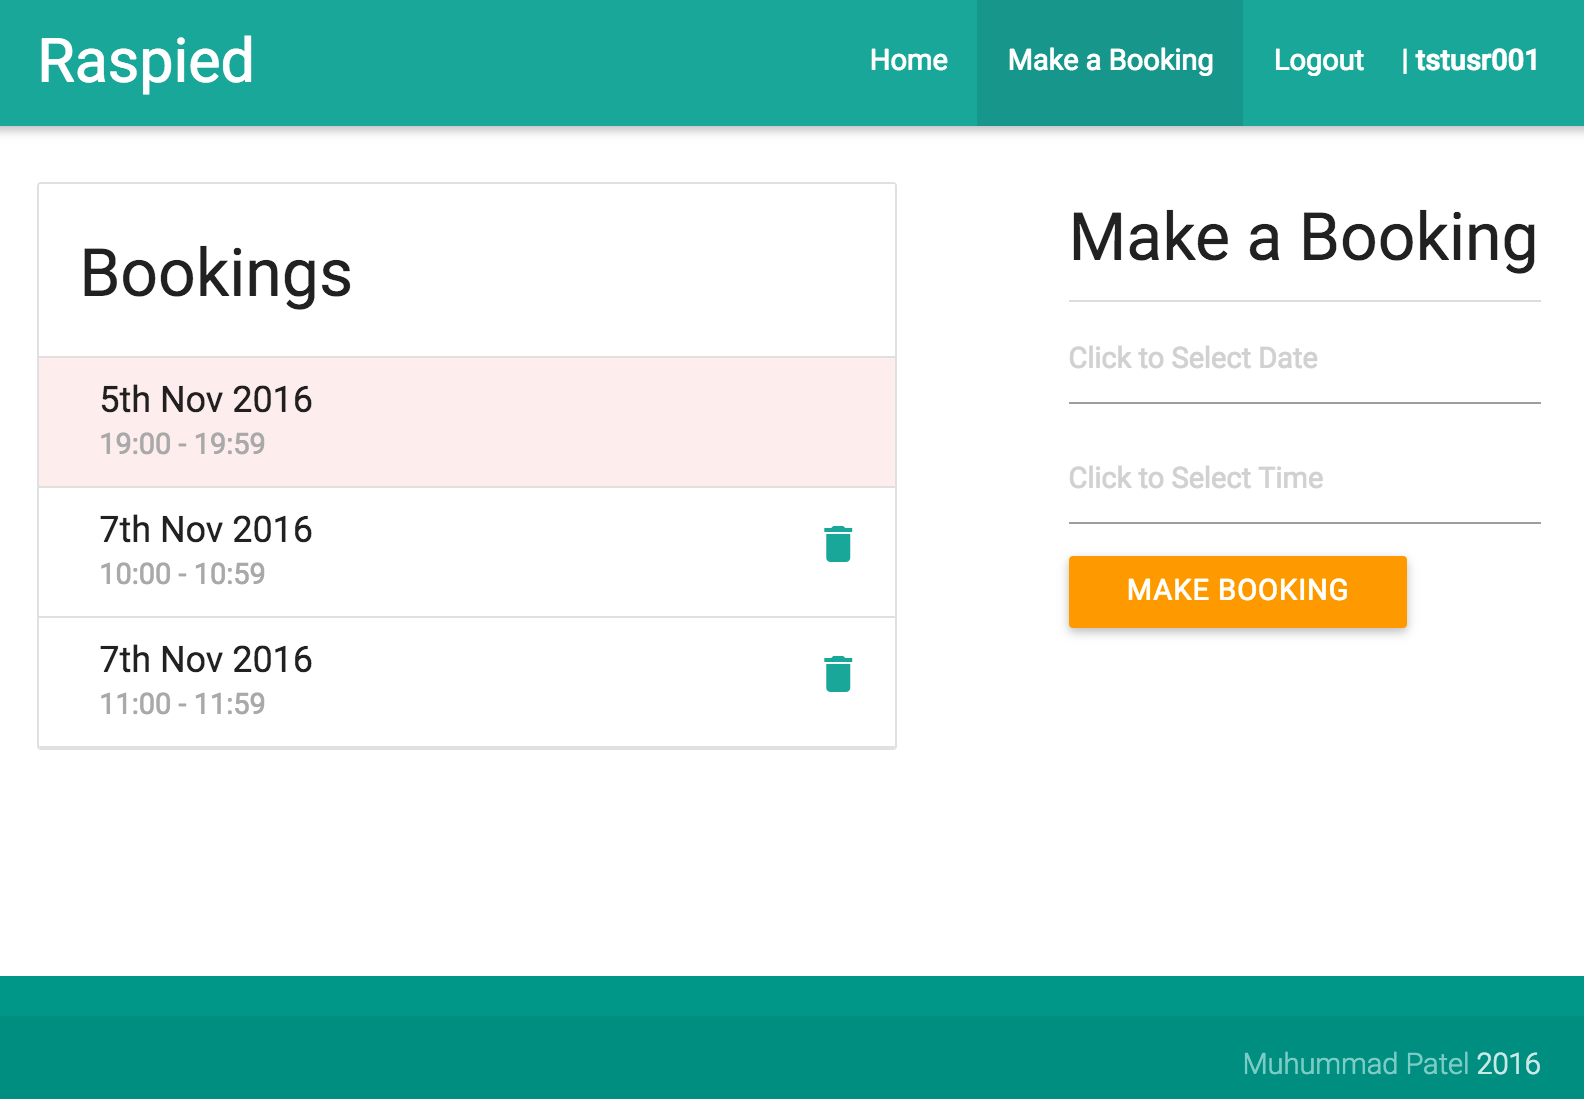 Raspied
Home
Make a Booking
Logout
| tstusr001
Bookings
5th Nov 2016
19:00 - 19:59
7th Nov 2016
10:00 - 10:59
7th Nov 2016
11:00 - 11:59
Make a Booking
Click to Select Date
Click to Select Time
MAKE BOOKING
Muhummad Patel 2016